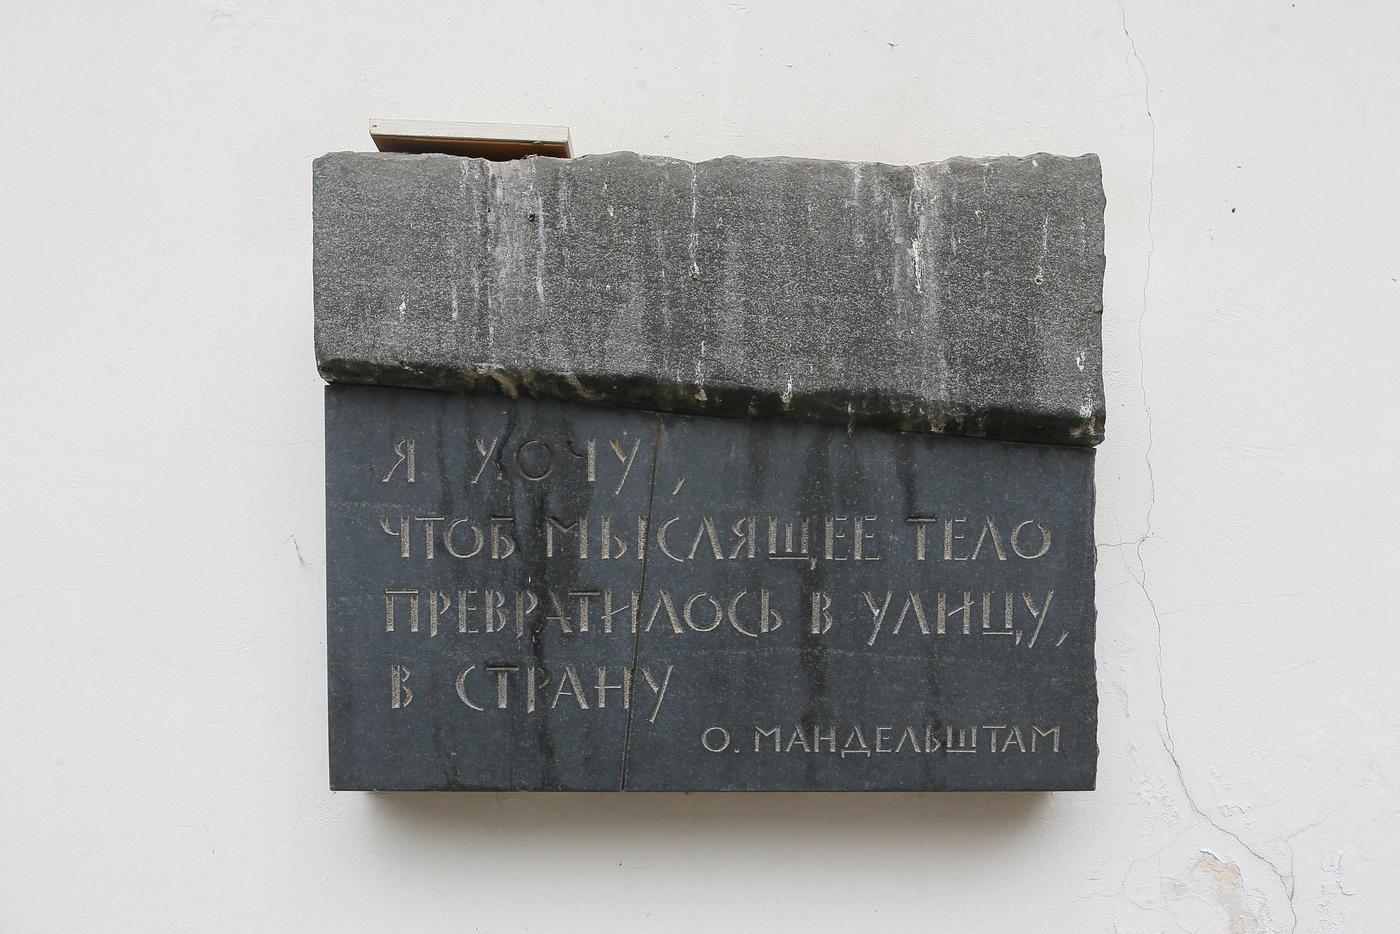 Я ХОЧУ,
ЧТОБ МЫСЛЯЩЕЕ ТЕЛО
ПРЕВРАТИЛОСЬ В УЛИЦУ,
В СТРАНУ
О. МАНДЕЛЬШТАМ